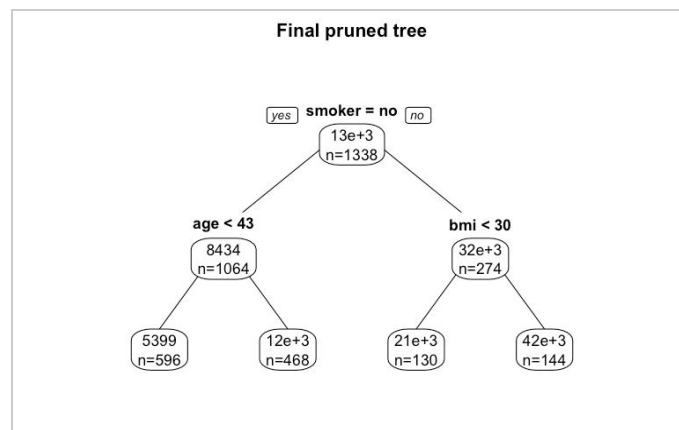 Final pruned tree
yes smoker = no no
13e+3
n=1338
age < 43
8434
n=1064
bmi < 30
32e+3
n=274
5399
n=596
12e+3
n=468
21e+3
n=130
42e+3
n=144